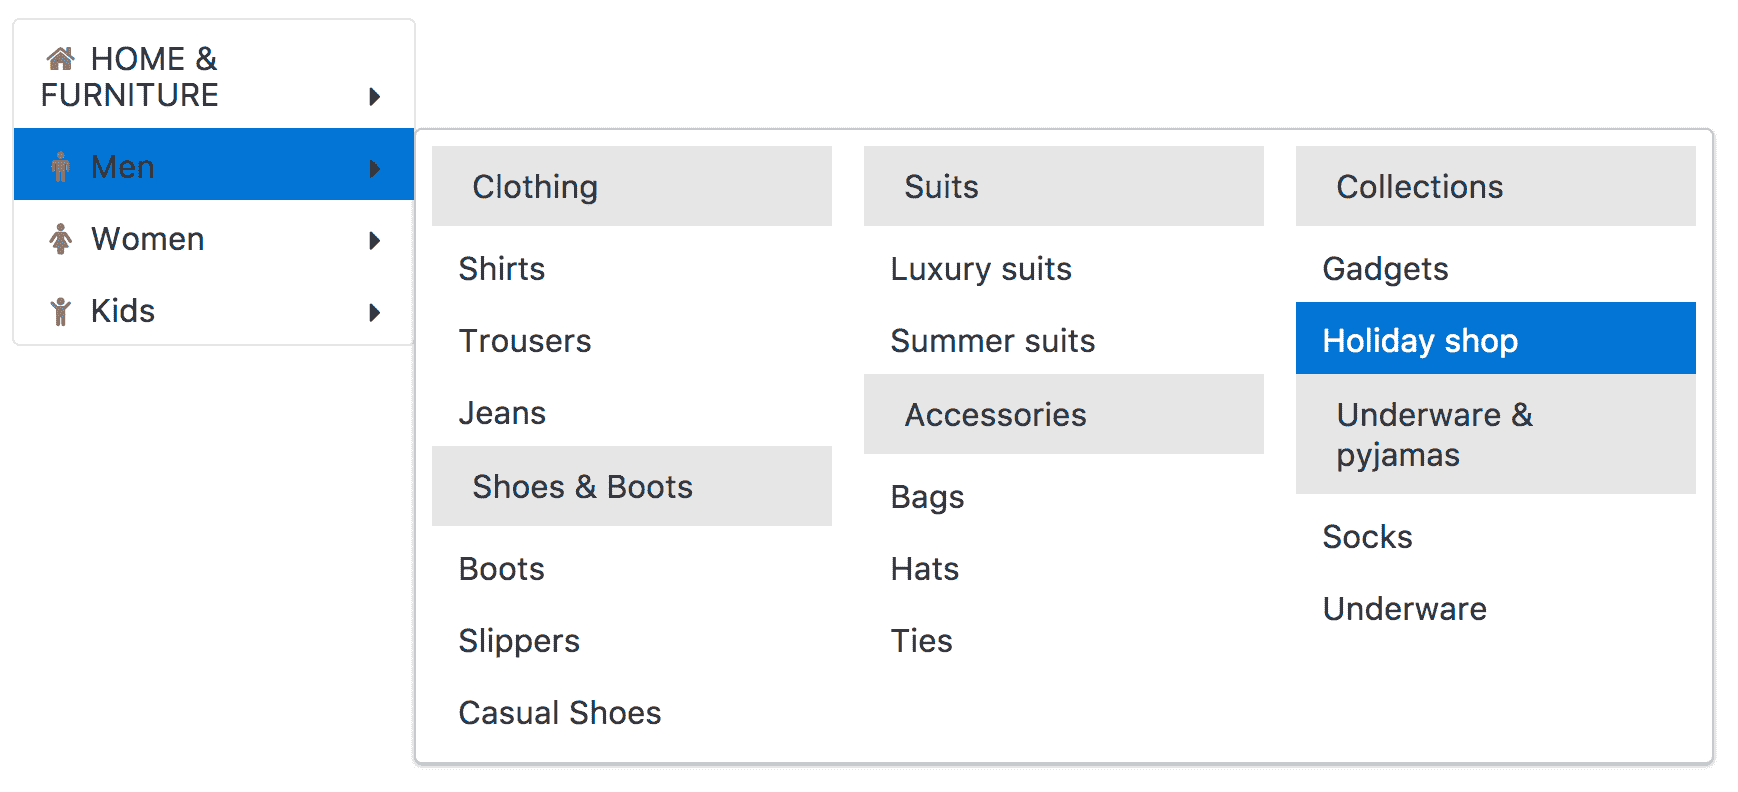 HOME &
FURNITURE
Men
Women
Kids
Clothing
Shirts
Trousers
Jeans
Shoes & Boots
Boots
Slippers
Casual Shoes
Suits
Luxury suits
Summer suits
Accessories
Bags
Hats
Ties
Collections
Gadgets
Holiday shop
Underware &
pyjamas
Socks
Underware